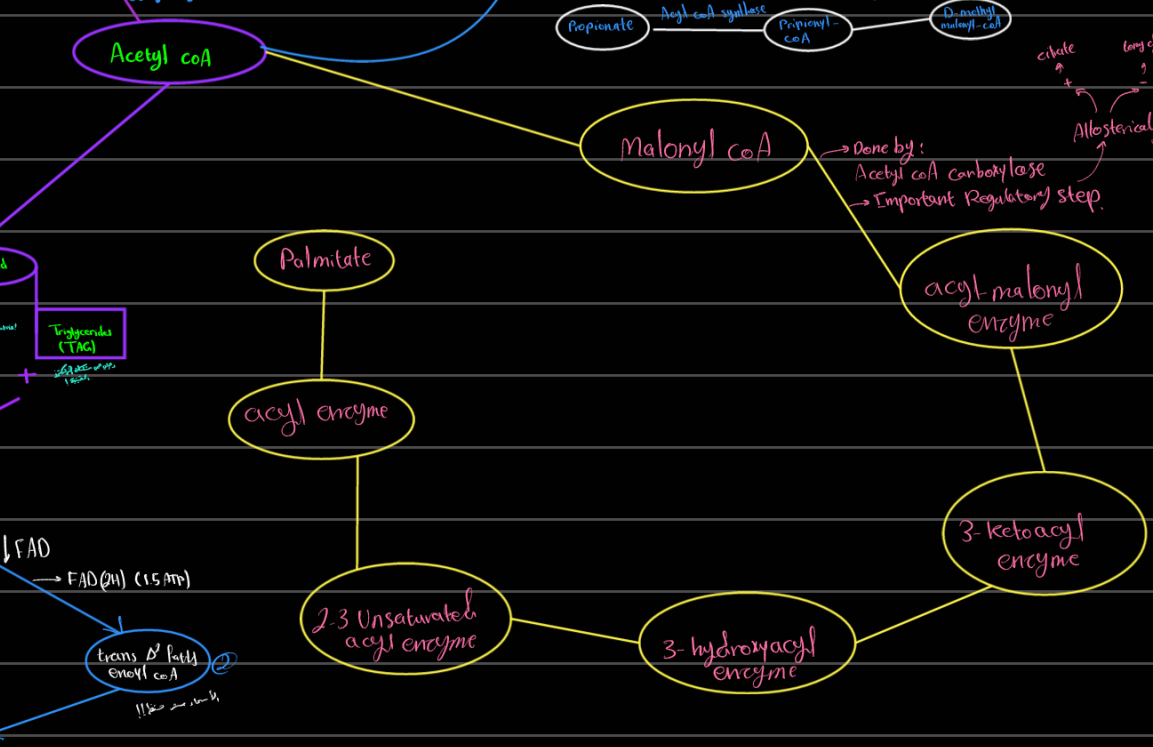 Acetyl coA
Propionate
Acyl coA synthase
Pripionyl-
coA
D-methyl
malonyl-coA
citrate
+
-
Allosterical
Malonyl coA
→ Done by:
Acetyl coA carboxylase
→ Important Regulatory step.
Palmitate
acyl-malonyl
enzyme
d
Triglycerides
(TAG)
+
acyl enzyme
3-Ketoacyl
enzyme
↓FAD
→ FAD(2H) (1.5 ATP)
2-3 Unsaturated
acyl enzyme
3-hydroxyacyl
enzyme
trans Δ² fatty
enoyl coA
2